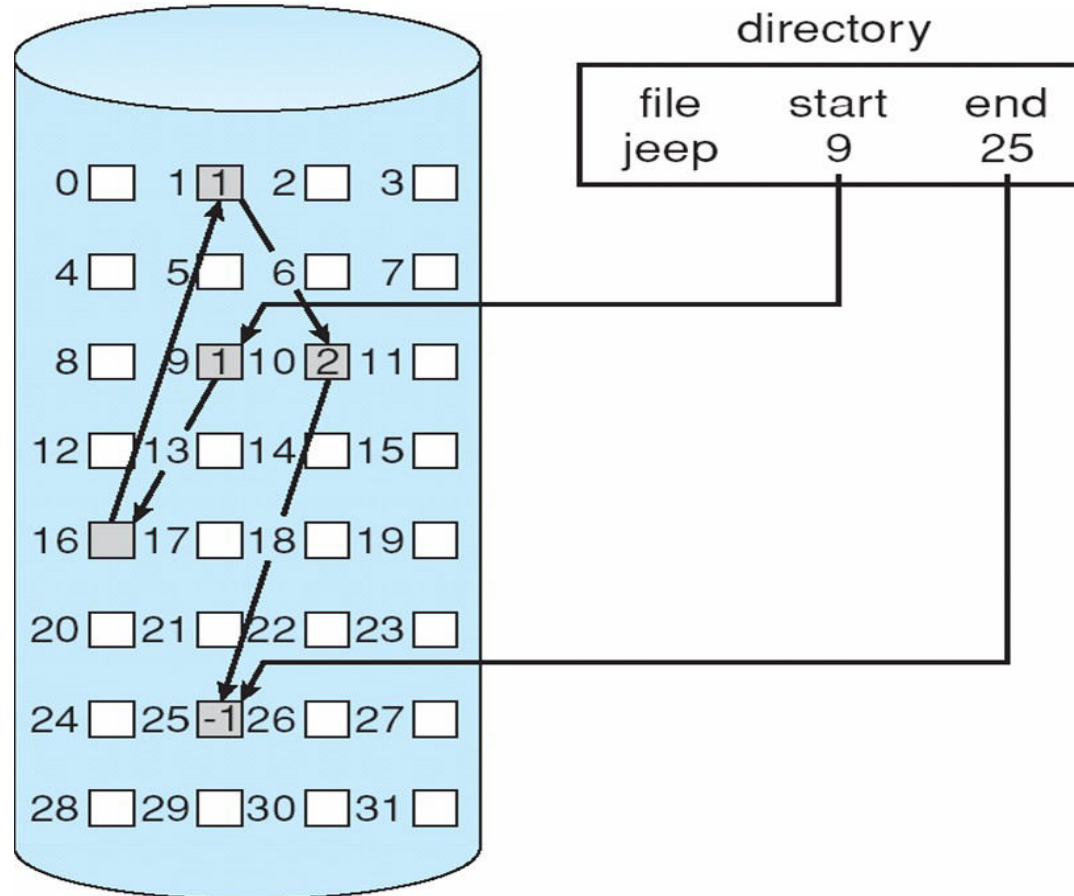 directory
file start end
jeep 9 25
0 1 1 2 3
4 5 6 7
8 9 1 10 2 11
12 13 14 15
16 17 18 19
20 21 22 23
24 25 -1 26 27
28 29 30 31